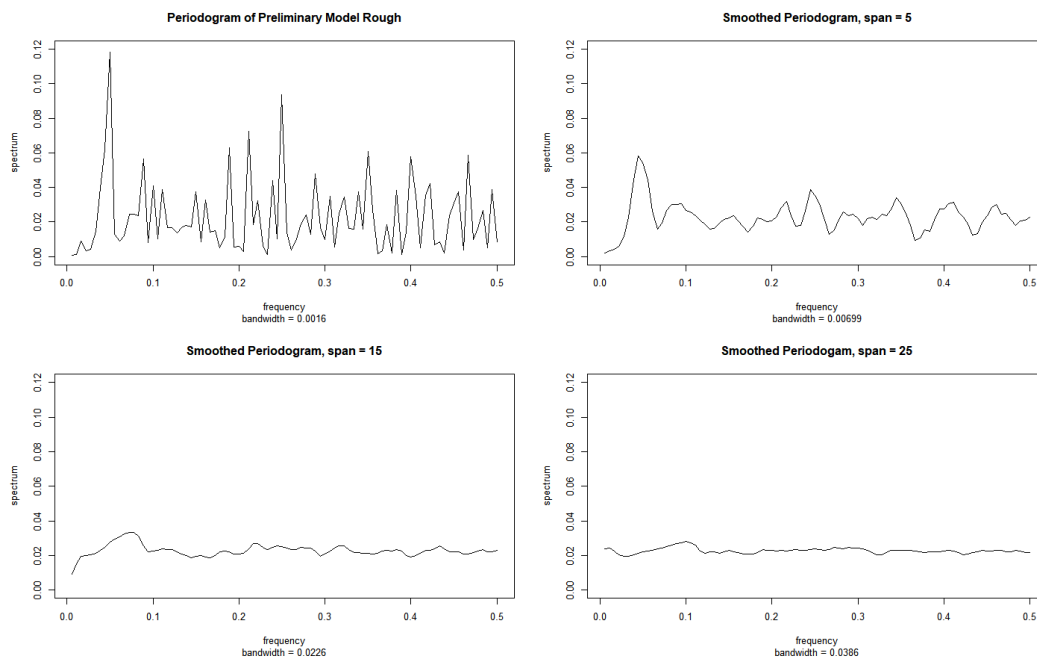 Periodogram of Preliminary Model Rough
spectrum
0.00 0.02 0.04 0.06 0.08 0.10 0.12
0.0 0.1 0.2 0.3 0.4 0.5
frequency
bandwidth = 0.0016
Smoothed Periodogram, span = 5
spectrum
0.00 0.02 0.04 0.06 0.08 0.10 0.12
0.0 0.1 0.2 0.3 0.4 0.5
frequency
bandwidth = 0.00699
Smoothed Periodogram, span = 15
spectrum
0.00 0.02 0.04 0.06 0.08 0.10 0.12
0.0 0.1 0.2 0.3 0.4 0.5
frequency
bandwidth = 0.0226
Smoothed Periodogam, span = 25
spectrum
0.00 0.02 0.04 0.06 0.08 0.10 0.12
0.0 0.1 0.2 0.3 0.4 0.5
frequency
bandwidth = 0.0386